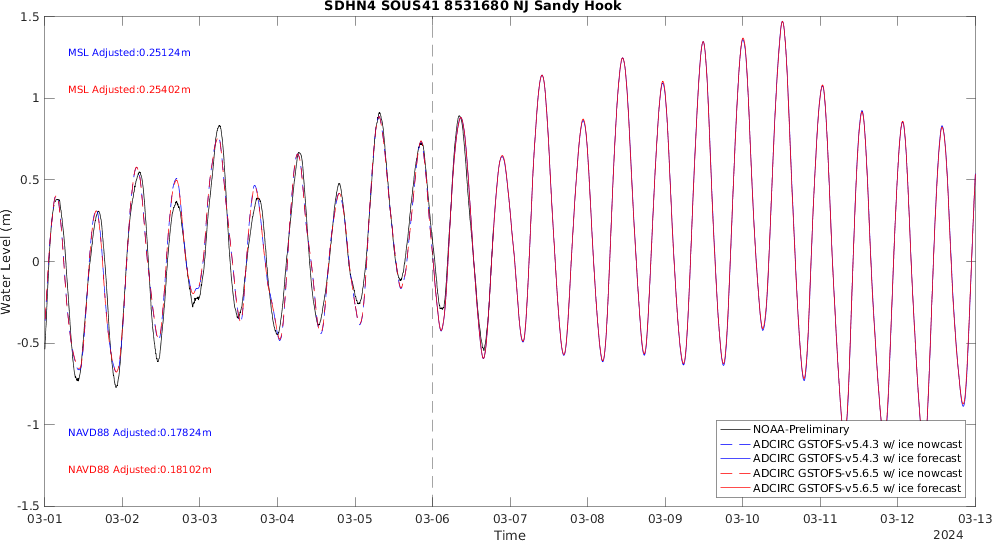 SDHN4 SOUS41 8531680 NJ Sandy Hook
1.5
1
0.5
0
-0.5
-1
-1.5
Water Level (m)
MSL Adjusted:0.25124m
MSL Adjusted:0.25402m
NAVD88 Adjusted:0.17824m
NAVD88 Adjusted:0.18102m
NOAA-Preliminary
ADCIRC GSTOFS-v5.4.3 w/ ice nowcast
ADCIRC GSTOFS-v5.4.3 w/ ice forecast
ADCIRC GSTOFS-v5.6.5 w/ ice nowcast
ADCIRC GSTOFS-v5.6.5 w/ ice forecast
03-01 03-02 03-03 03-04 03-05 03-06 03-07 03-08 03-09 03-10 03-11 03-12 03-13
Time
2024